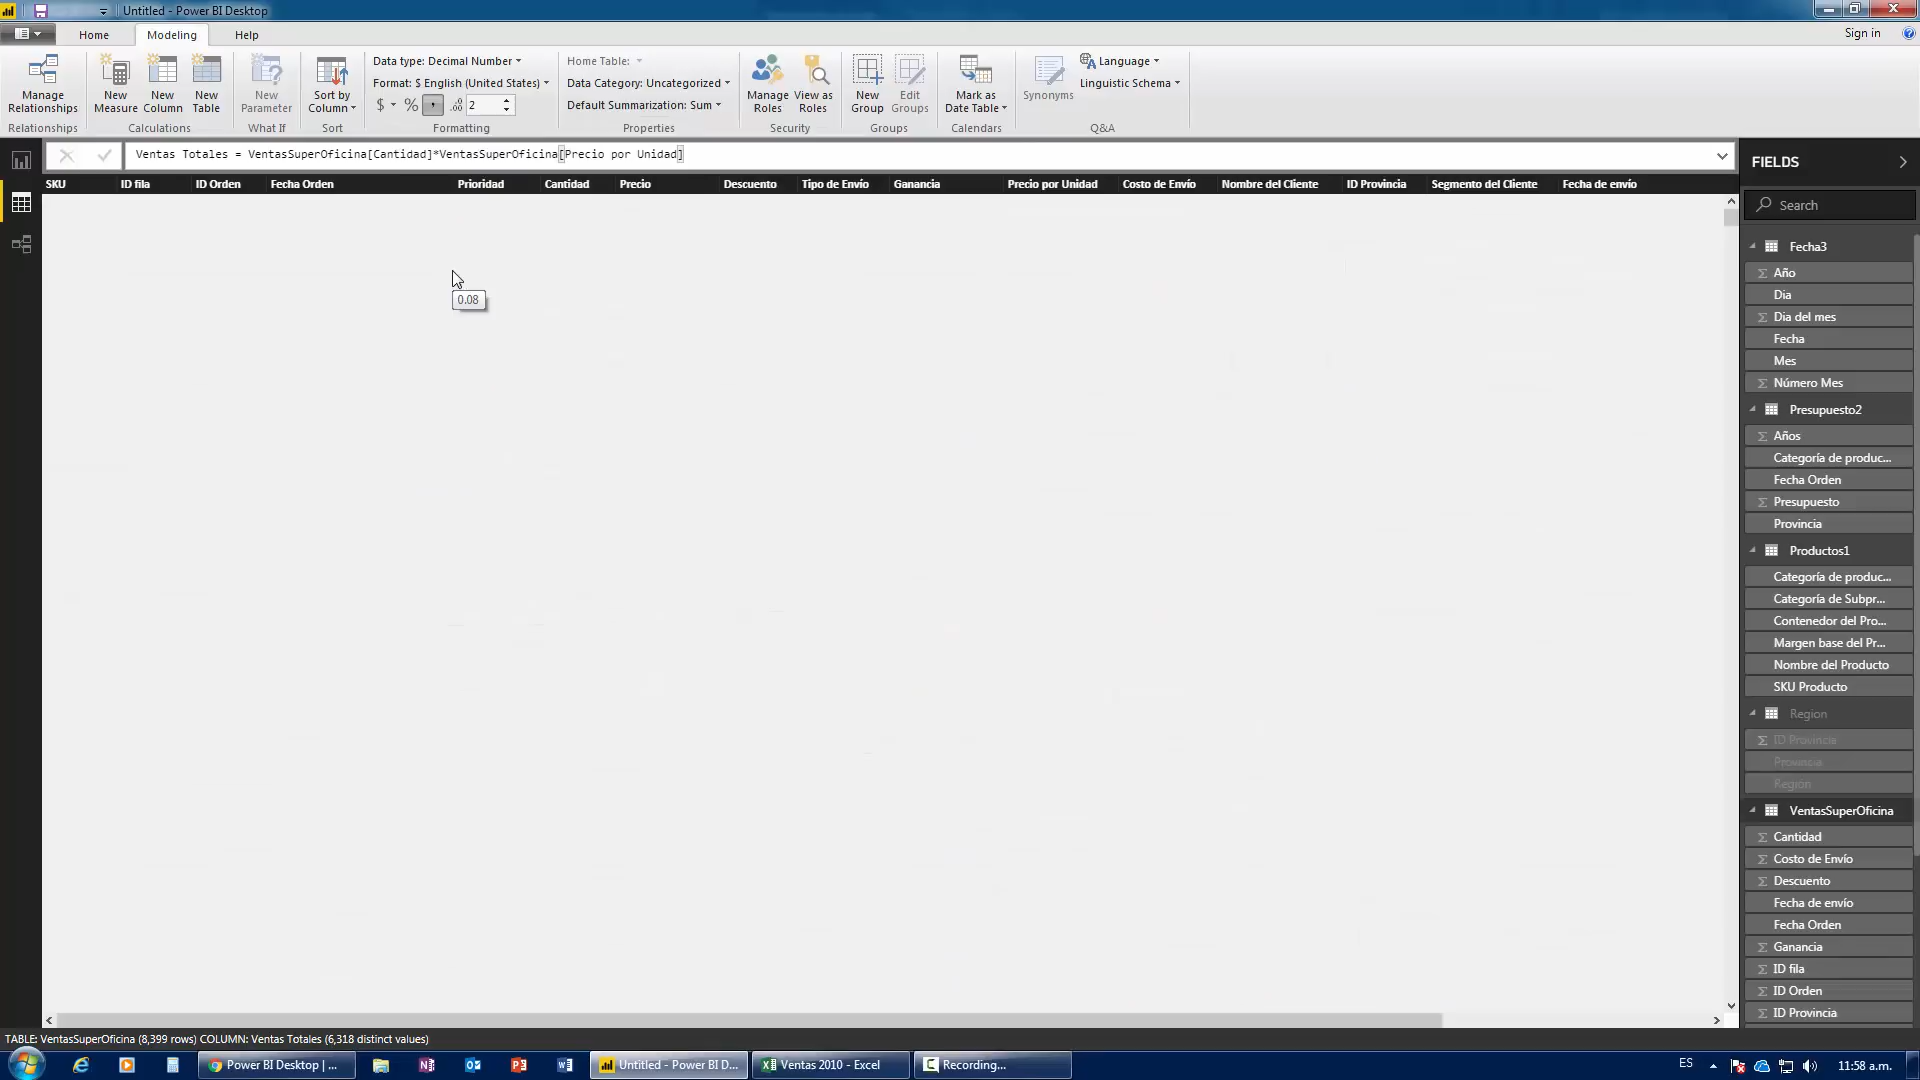 Untitled - Power BI Desktop
Home Modeling Help Sign in
Manage Relationships
New Measure
New Column
New Table
New Parameter
Sort by Column
Data type: Decimal Number
Format: $ English (United States)
$ % , .00 2
Home Table:
Data Category: Uncategorized
Default Summarization: Sum
Manage Roles
View as Roles
New Group
Edit Groups
Mark as Date Table
Synonyms
Language
Linguistic Schema
Relationships Calculations What If Sort Formatting Properties Security Groups Calendars Q&A
Ventas Totales = VentasSuperOficina[Cantidad]*VentasSuperOficina[Precio por Unidad]
SKU ID fila ID Orden Fecha Orden Prioridad Cantidad Precio Descuento Tipo de Envío Ganancia Precio por Unidad Costo de Envío Nombre del Cliente ID Provincia Segmento del Cliente Fecha de envío
0.08
FIELDS
Search
Fecha3
Año
Dia
Dia del mes
Fecha
Mes
Número Mes
Presupuesto2
Años
Categoría de produc...
Fecha Orden
Presupuesto
Provincia
Productos1
Categoría de produc...
Categoría de Subpr...
Contenedor del Pro...
Margen base del Pr...
Nombre del Producto
SKU Producto
Region
ID Provincia
Provincia
Región
VentasSuperOficina
Cantidad
Costo de Envío
Descuento
Fecha de envío
Fecha Orden
Ganancia
ID fila
ID Orden
ID Provincia
TABLE: VentasSuperOficina (8,399 rows) COLUMN: Ventas Totales (6,318 distinct values)
Power BI Desktop | ...
Untitled - Power BI D...
Ventas 2010 - Excel
Recording...
ES 11:58 a.m.